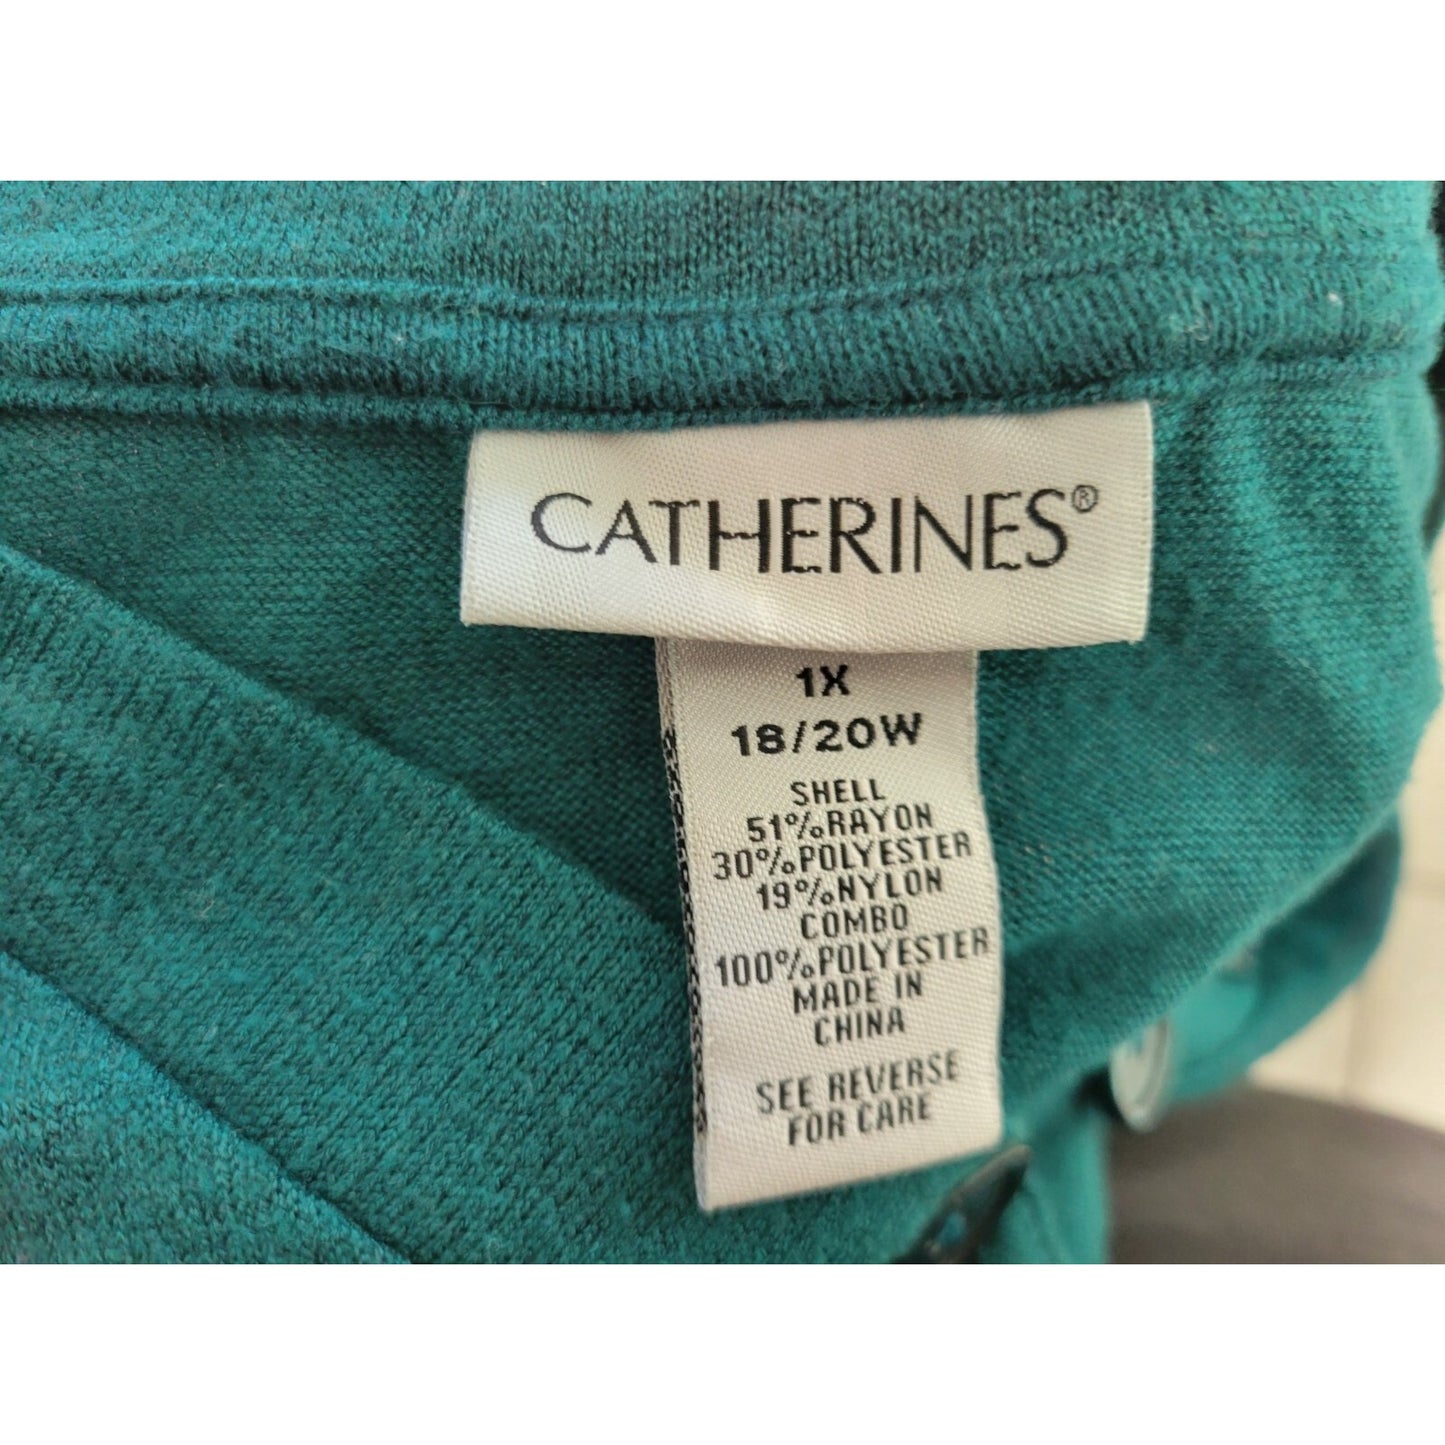 CATHERINES®
1X
18/20W
SHELL
51%RAYON
30%POLYESTER
19%NYLON
COMBO
100%POLYESTER
MADE IN
CHINA
SEE REVERSE
FOR CARE